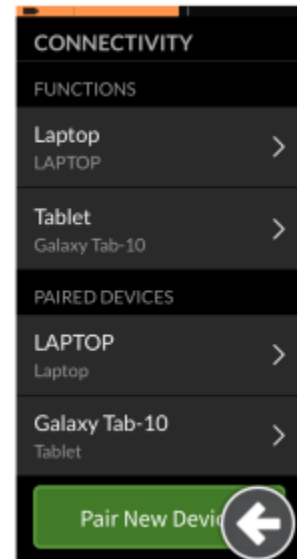 CONNECTIVITY
FUNCTIONS
Laptop
LAPTOP
Tablet
Galaxy Tab-10
PAIRED DEVICES
LAPTOP
Laptop
Galaxy Tab-10
Tablet
Pair New Devic